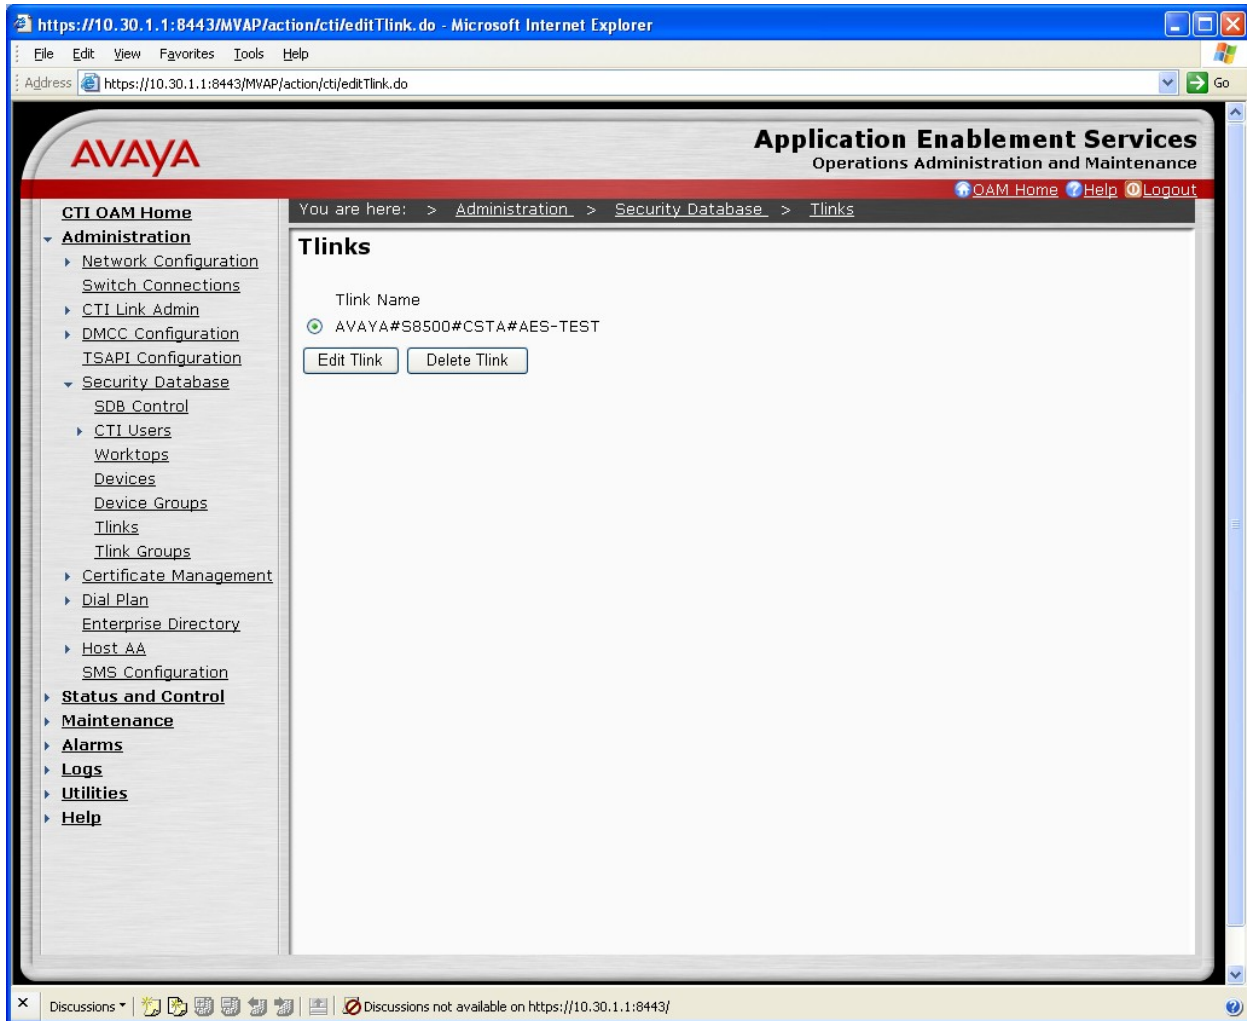 https://10.30.1.1:8443/MVAP/action/cti/editTlink.do - Microsoft Internet Explorer
File Edit View Favorites Tools Help
Address https://10.30.1.1:8443/MVAP/action/cti/editTlink.do Go
AVAYA
Application Enablement Services
Operations Administration and Maintenance
OAM Home Help Logout
You are here: > Administration > Security Database > Tlinks
CTI OAM Home
Administration
Network Configuration
Switch Connections
CTI Link Admin
DMCC Configuration
TSAPI Configuration
Security Database
SDB Control
CTI Users
Worktops
Devices
Device Groups
Tlinks
Tlink Groups
Certificate Management
Dial Plan
Enterprise Directory
Host AA
SMS Configuration
Status and Control
Maintenance
Alarms
Logs
Utilities
Help
Tlinks
Tlink Name
AVAYA#S8500#CSTA#AES-TEST
Edit Tlink Delete Tlink
Discussions Discussions not available on https://10.30.1.1:8443/